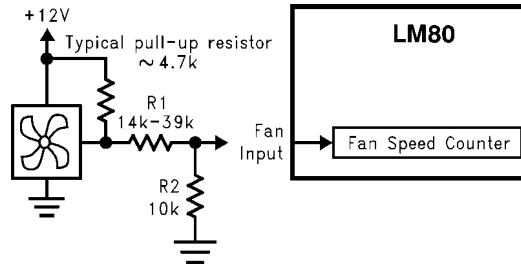 +12V
Typical pull-up resistor
~4.7k
R1
14k-39k
R2
10k
Fan
Input
LM80
Fan Speed Counter